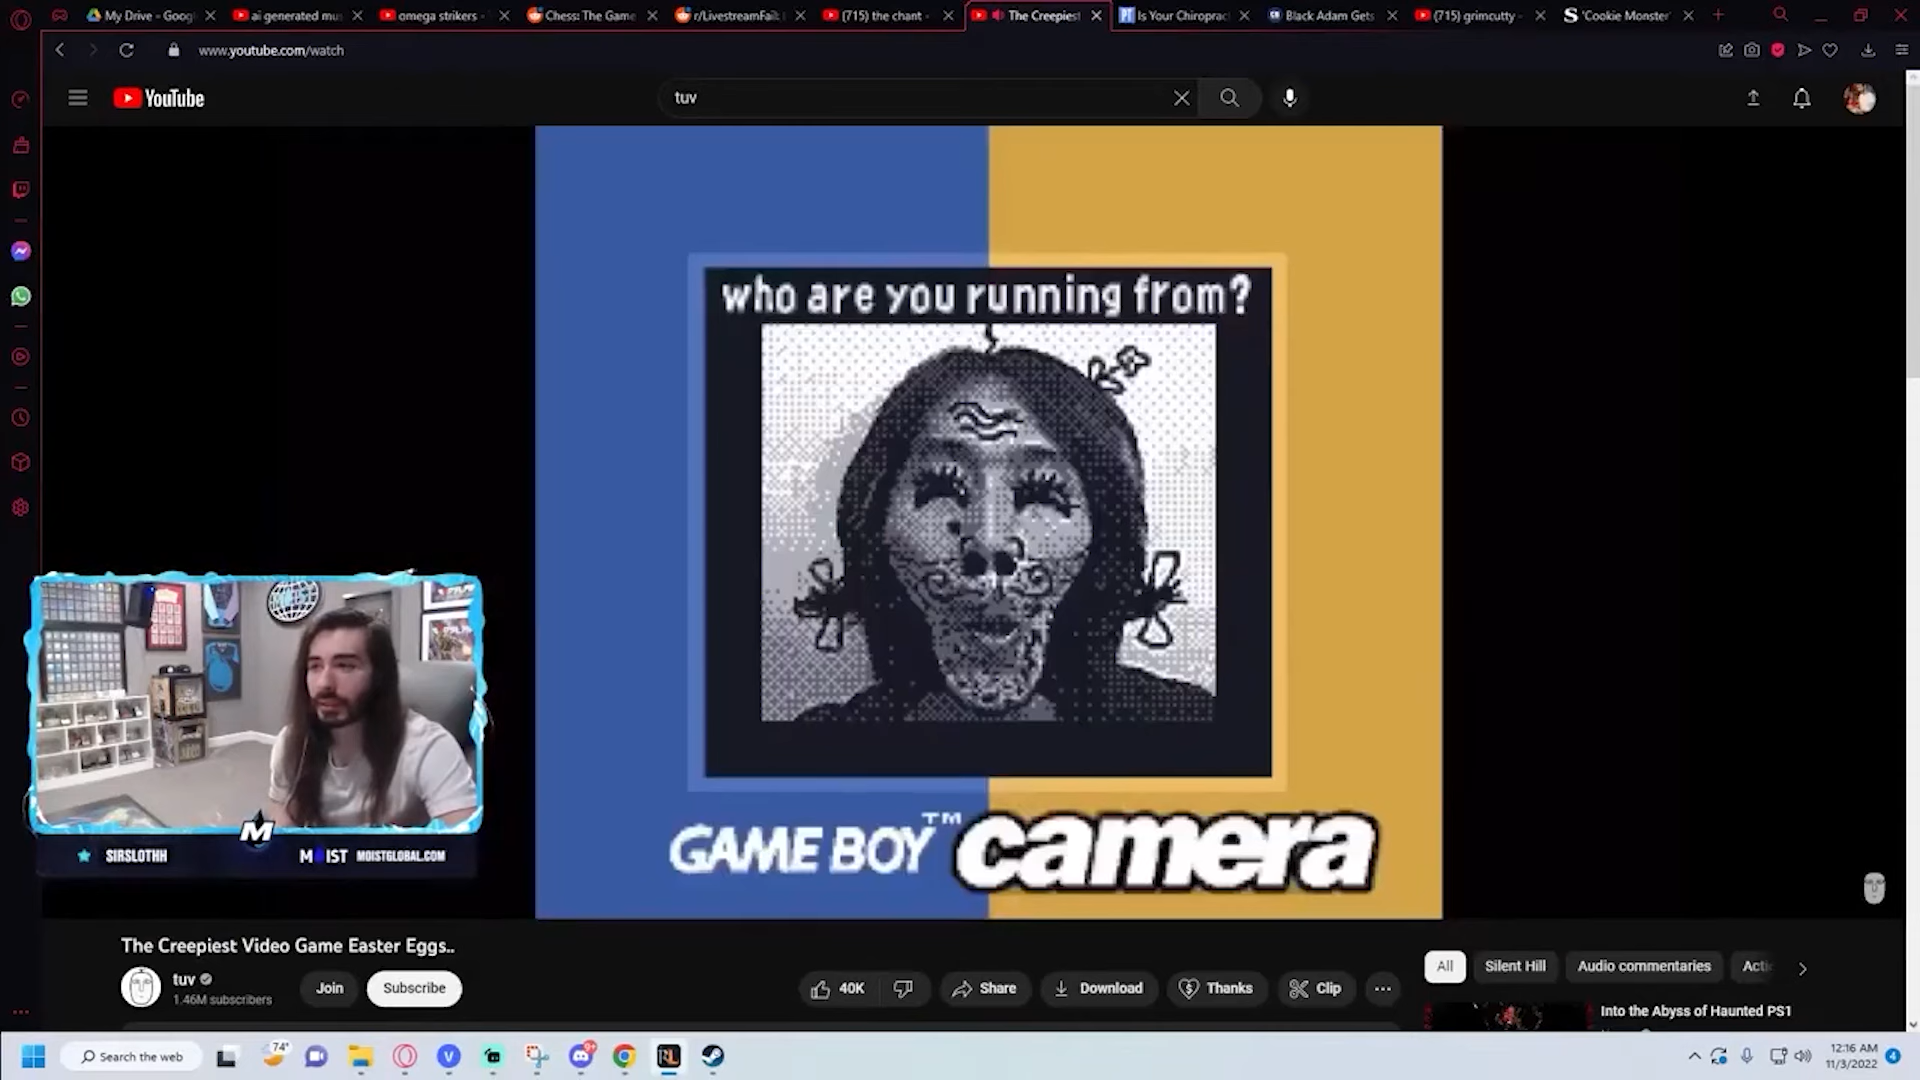 My Drive - Googl
ai generated mus
omega strikers -
Chess: The Game
r/LivestreamFail:
(715) the chant -
The Creepiest
Is Your Chiroprac
Black Adam Gets
(715) grimcutty -
'Cookie Monster'
www.youtube.com/watch
YouTube
tuv
who are you running from?
GAME BOY™ camera
SIRSLOTHH
MOIST MOISTGLOBAL.COM
The Creepiest Video Game Easter Eggs..
tuv
1.46M subscribers
Join
Subscribe
40K
Share
Download
Thanks
Clip
All
Silent Hill
Audio commentaries
Actic
Into the Abyss of Haunted PS1
Search the web
74°
12:16 AM
11/3/2022
4